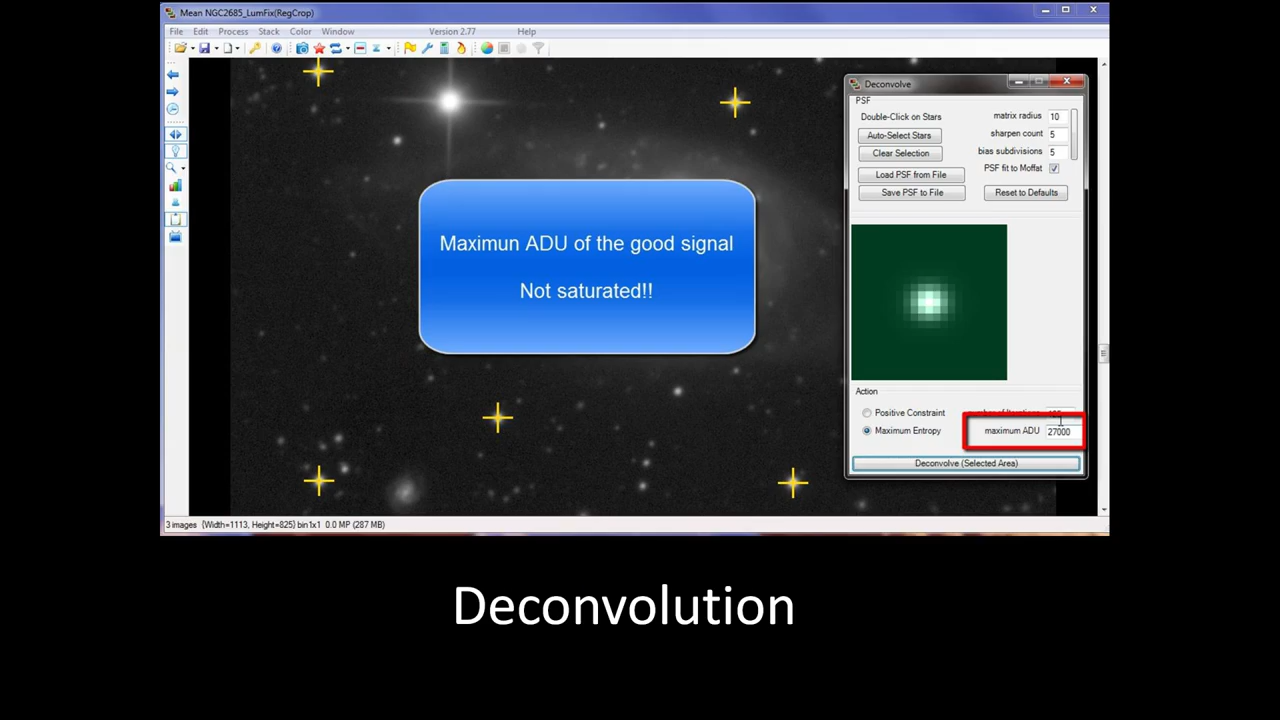 Mean NGC2685_LumFix(RegCrop)
File Edit Process Stack Color Window Version 2.77 Help
Deconvolve
PSF
Double-Click on Stars
matrix radius 10
Auto-Select Stars
sharpen count 5
Clear Selection
bias subdivisions 5
PSF fit to Moffat
Load PSF from File
Save PSF to File
Reset to Defaults
Maximun ADU of the good signal
Not saturated!!
Action
Positive Constraint
number of Iterations
Maximum Entropy
maximum ADU 27000
Deconvolve (Selected Area)
3 images (Width=1113, Height=825) bin1x1 0.0 MP (287 MB)
Deconvolution